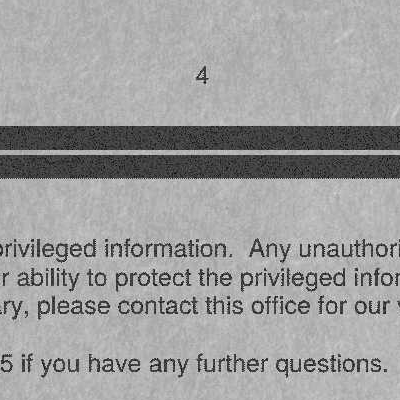 4
privileged information. Any unauthori
r ability to protect the privileged infor
ry, please contact this office for our
5 if you have any further questions.